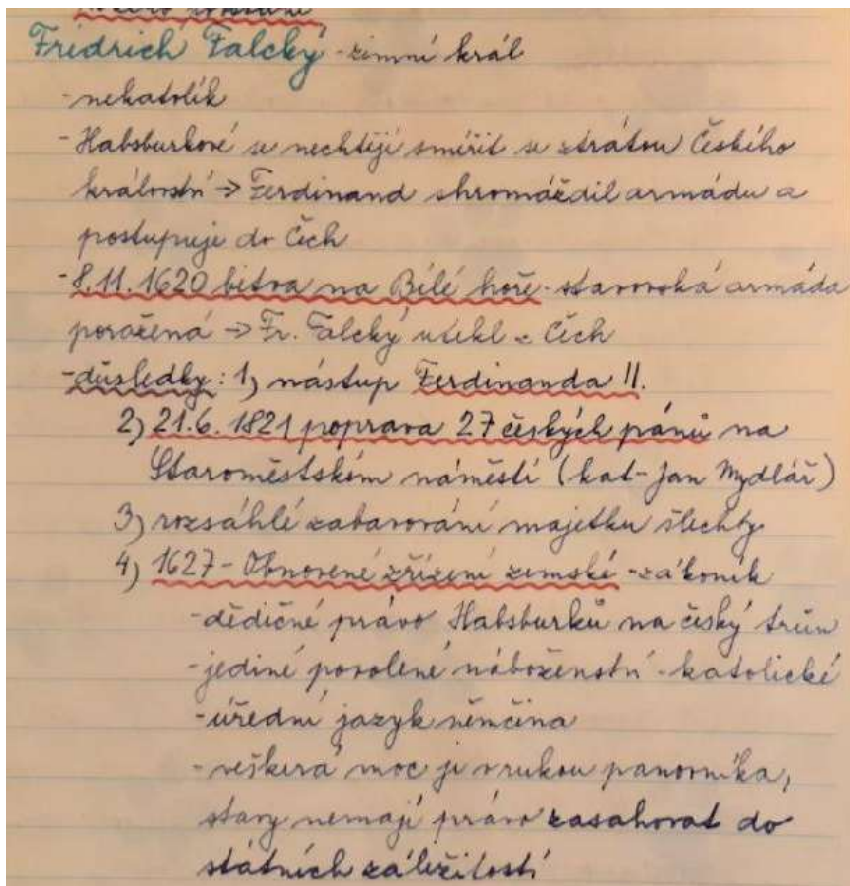 Fridrich Falcký - zimní král
- nekatolík
- Habsburkové se nechtějí smířit se ztrátou Českého
království → Ferdinand shromáždil armádu a
postupuje do Čech
- 8.11.1620 bitva na Bílé hoře - stavovská armáda
poražená → Fr. Falcký utekl z Čech
- důsledky: 1) nástup Ferdinanda II.
2) 21.6.1821 poprava 27 českých pánů na
Staroměstském náměstí (kat - Jan Mydlář)
3) rozsáhlé zabavování majetku šlechty
4) 1627 - Obnovené zřízení zemské - zákoník
- dědičné právo Habsburků na český trůn
- jediné povolené náboženství - katolické
- úřední jazyk němčina
- veškerá moc je v rukou panovníka,
stavy nemají právo zasahovat do
státních záležitostí